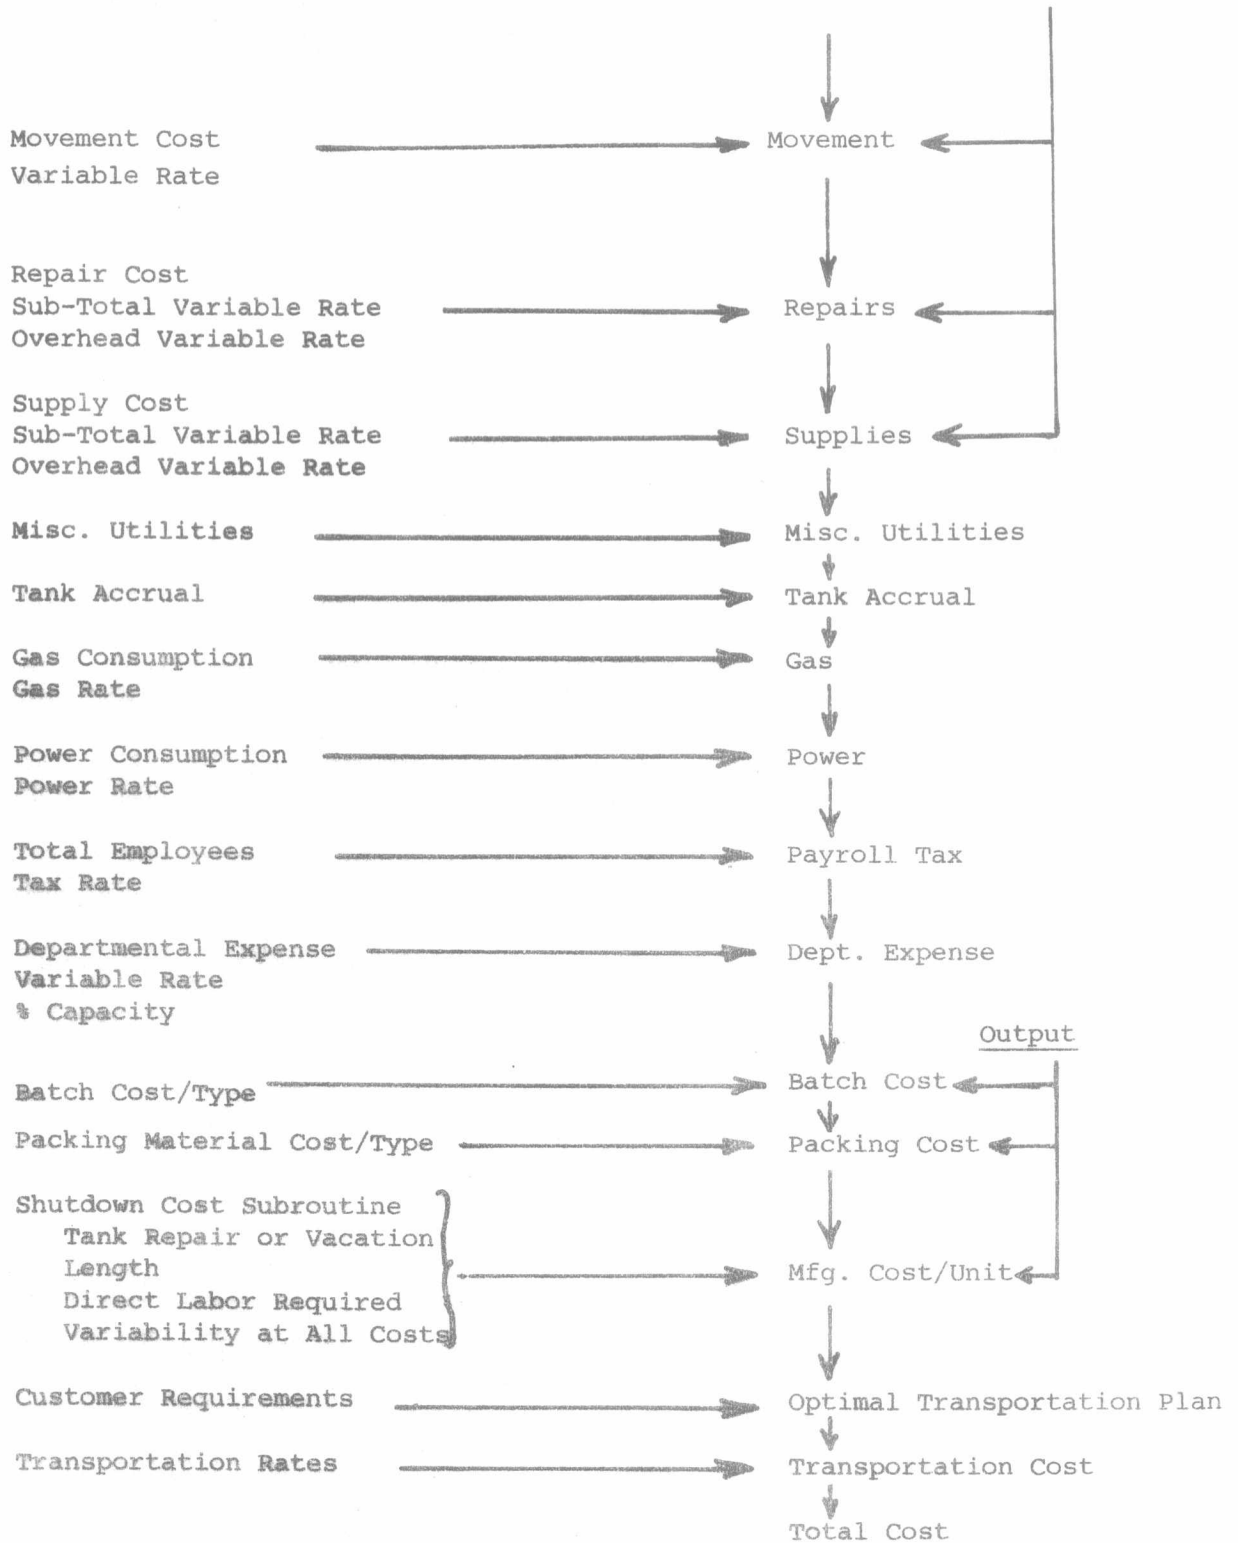 Movement Cost
Movement
Variable Rate
Repair Cost
Sub-Total Variable Rate
Repairs
Overhead Variable Rate
Supply Cost
Sub-Total Variable Rate
Supplies
Overhead Variable Rate
Misc. Utilities
Misc. Utilities
Tank Accrual
Tank Accrual
Gas Consumption
Gas
Gas Rate
Power Consumption
Power
Power Rate
Total Employees
Payroll Tax
Tax Rate
Departmental Expense
Dept. Expense
Variable Rate
% Capacity
Output
Batch Cost/Type
Batch Cost
Packing Material Cost/Type
Packing Cost
Shutdown Cost Subroutine
Tank Repair or Vacation
Length
Mfg. Cost/Unit
Direct Labor Required
Variability at All Costs
Customer Requirements
Optimal Transportation Plan
Transportation Rates
Transportation Cost
Total Cost